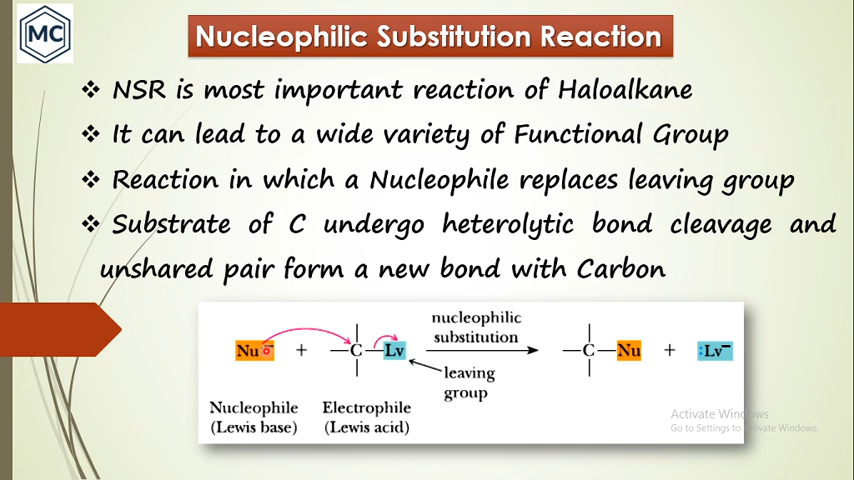 MC
Nucleophilic Substitution Reaction
❖ NSR is most important reaction of Haloalkane
❖ It can lead to a wide variety of Functional Group
❖ Reaction in which a Nucleophile replaces leaving group
❖ Substrate of C undergo heterolytic bond cleavage and
unshared pair form a new bond with Carbon
nucleophilic
substitution
Nu:⁻ + —C—Lv → —C—Nu + :Lv⁻
leaving
group
Nucleophile Electrophile
(Lewis base) (Lewis acid)
Activate Windows
Go to Settings to activate Windows.